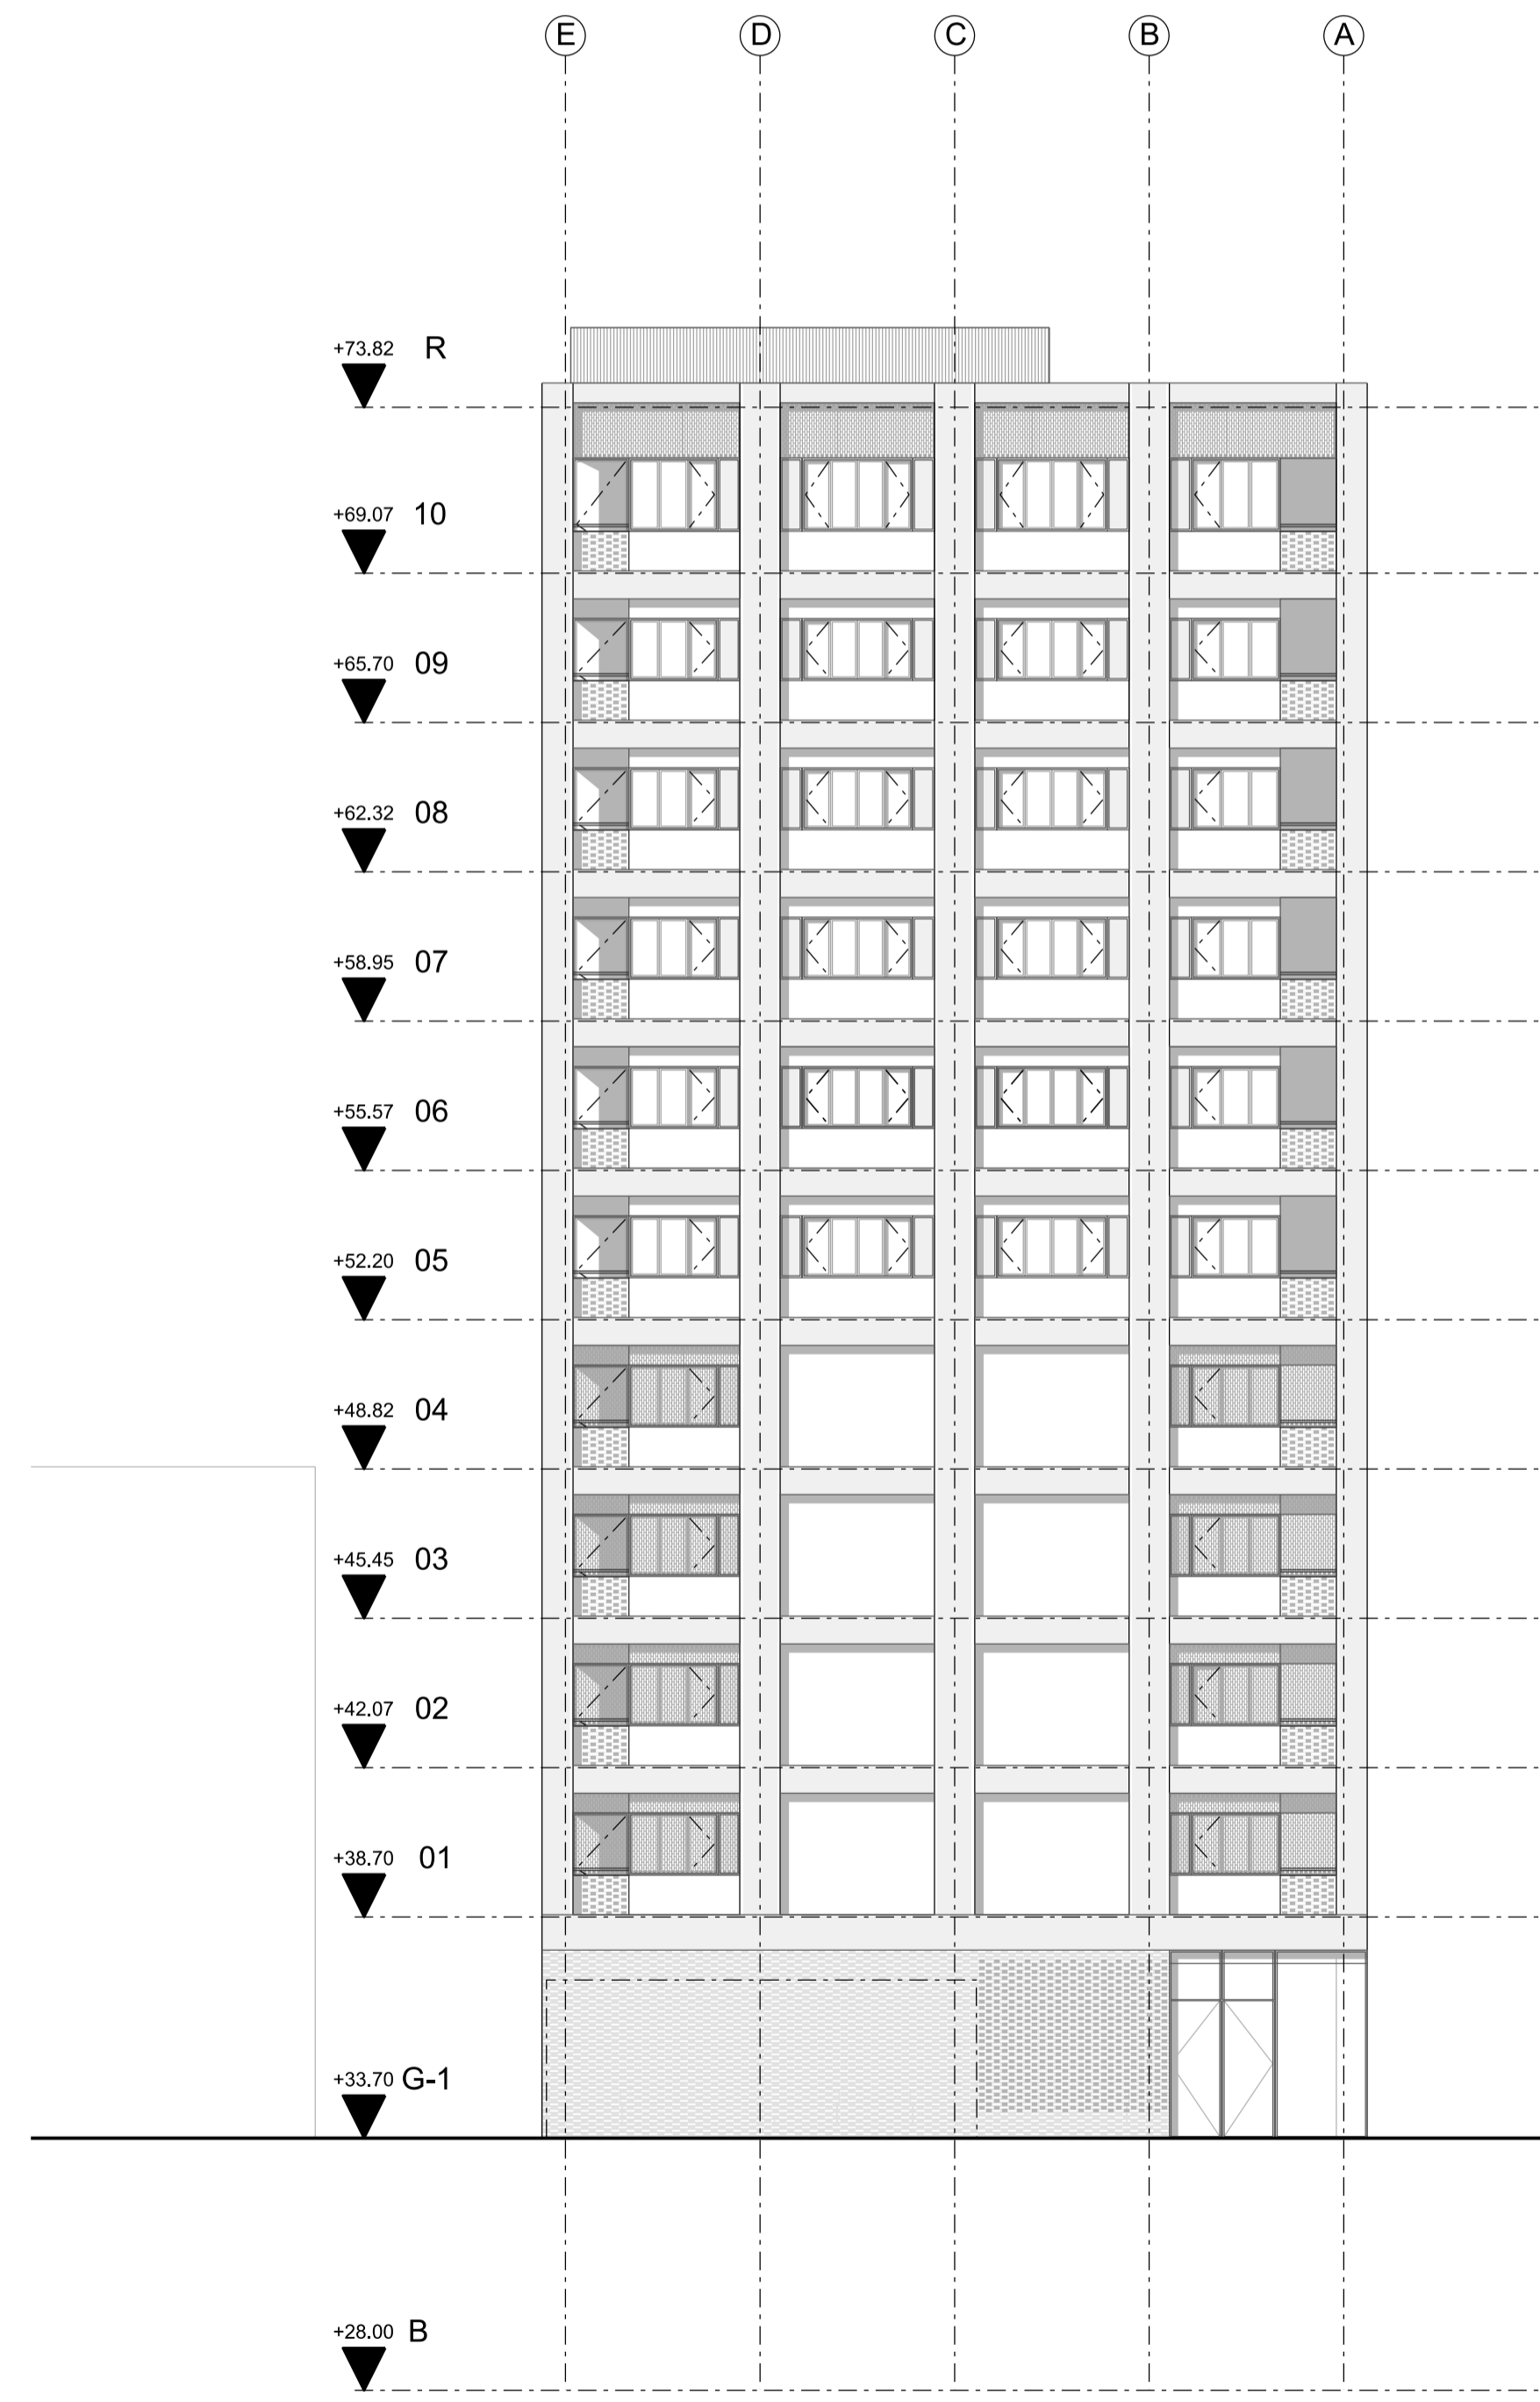 E D C B A
+73.82 R
+69.07 10
+65.70 09
+62.32 08
+58.95 07
+55.57 06
+52.20 05
+48.82 04
+45.45 03
+42.07 02
+38.70 01
+33.70 G-1
+28.00 B